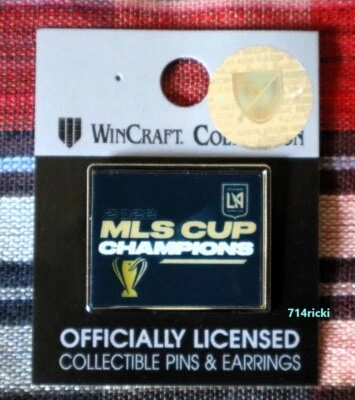 WINCRAFT. COLLECTION
LA
2022
MLS CUP
CHAMPIONS
714ricki
OFFICIALLY LICENSED
COLLECTIBLE PINS & EARRINGS